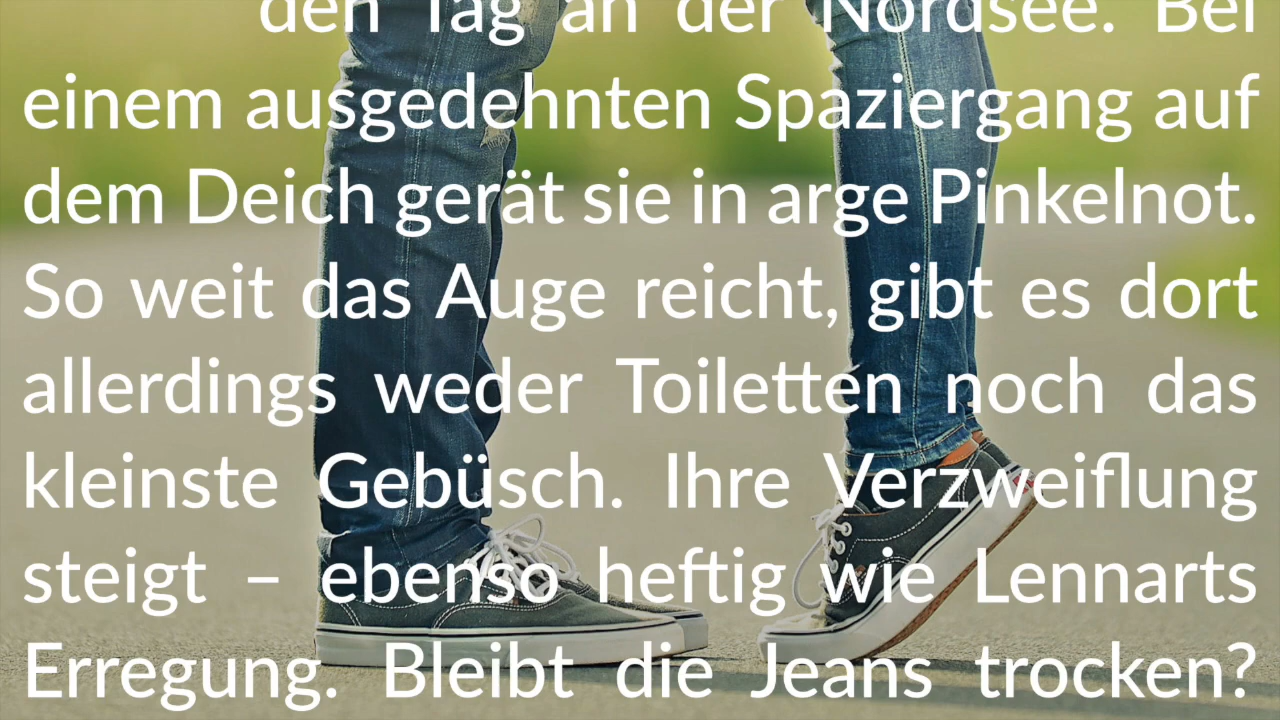 den Tag an der Nordsee. Bei
einem ausgedehnten Spaziergang auf
dem Deich gerät sie in arge Pinkelnot.
So weit das Auge reicht, gibt es dort
allerdings weder Toiletten noch das
kleinste Gebüsch. Ihre Verzweiflung
steigt – ebenso heftig wie Lennarts
Erregung. Bleibt die Jeans trocken?